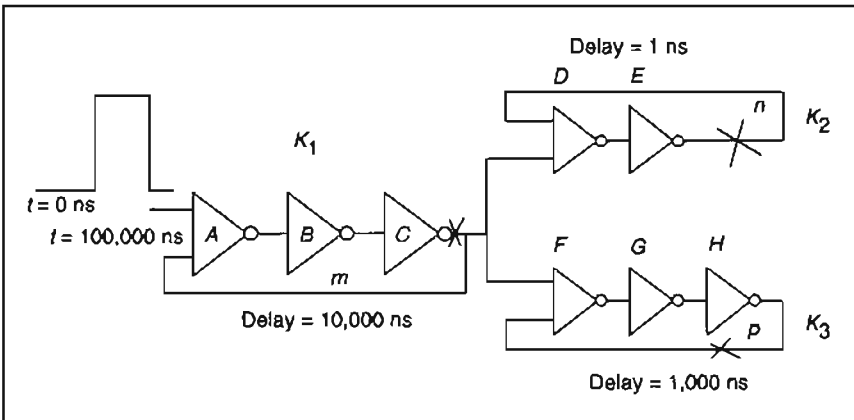 Delay = 1 ns
D E
n
K2
K1
t = 0 ns
t = 100,000 ns
A B C
m
Delay = 10,000 ns
F G H
p
K3
Delay = 1,000 ns